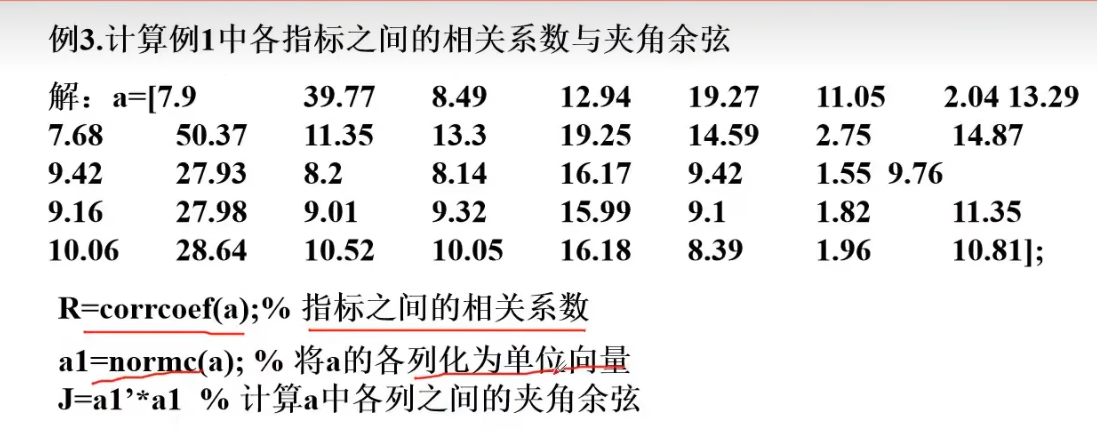 例3.计算例1中各指标之间的相关系数与夹角余弦
解：a=[7.9 39.77 8.49 12.94 19.27 11.05 2.04 13.29
7.68 50.37 11.35 13.3 19.25 14.59 2.75 14.87
9.42 27.93 8.2 8.14 16.17 9.42 1.55 9.76
9.16 27.98 9.01 9.32 15.99 9.1 1.82 11.35
10.06 28.64 10.52 10.05 16.18 8.39 1.96 10.81];
R=corrcoef(a);% 指标之间的相关系数
a1=normc(a); % 将a的各列化为单位向量
J=a1’*a1 % 计算a中各列之间的夹角余弦